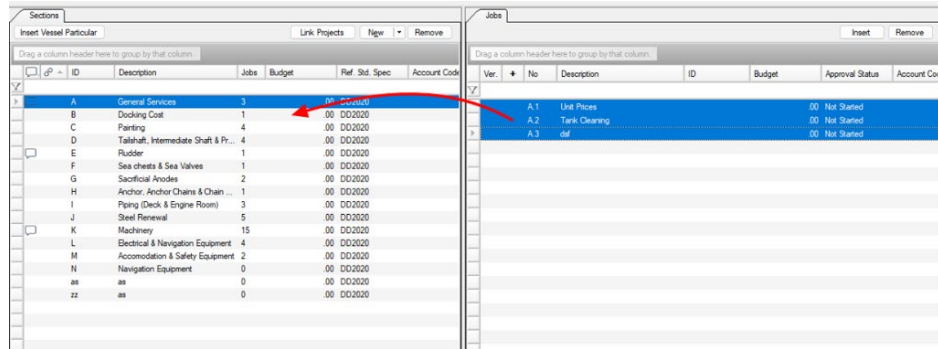 Sections
Insert Vessel Particular Link Projects New Remove
Drag a column header here to group by that column.
ID Description Jobs Budget Ref. Std. Spec Account Code
A General Services 3 .00 DD2020
B Docking Cost 1 .00 DD2020
C Painting 4 .00 DD2020
D Tailshaft, Intermediate Shaft & Pr... 4 .00 DD2020
E Rudder 1 .00 DD2020
F Sea chests & Sea Valves 1 .00 DD2020
G Sacrificial Anodes 2 .00 DD2020
H Anchor, Anchor Chains & Chain ... 1 .00 DD2020
I Piping (Deck & Engine Room) 3 .00 DD2020
J Steel Renewal 5 .00 DD2020
K Machinery 15 .00 DD2020
L Electrical & Navigation Equipment 4 .00 DD2020
M Accomodation & Safety Equipment 2 .00 DD2020
N Navigation Equipment 0 .00 DD2020
as as 0 .00 DD2020
zz as 0 .00 DD2020
Jobs
Insert Remove
Drag a column header here to group by that column.
Ver. + No Description ID Budget Approval Status Account Co
A.1 Unit Prices .00 Not Started
A.2 Tank Cleaning .00 Not Started
A.3 dsf .00 Not Started